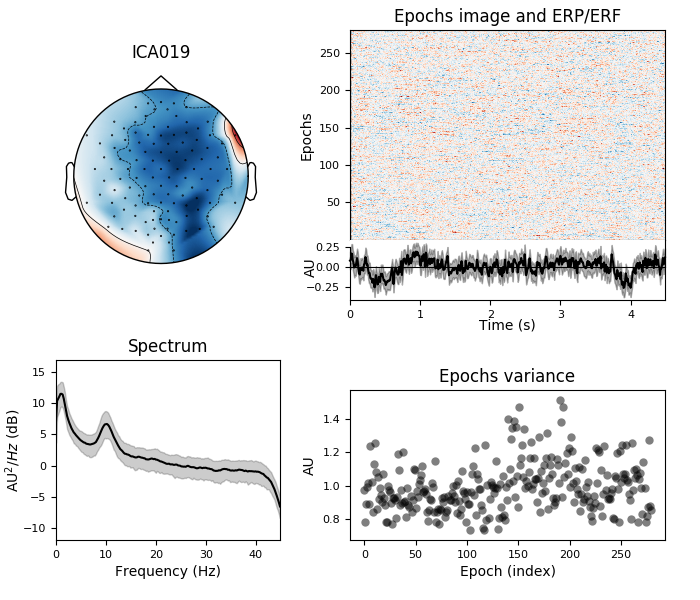 ICA019
Epochs image and ERP/ERF
Epochs
250
200
150
100
50
AU
0.25
0.00
−0.25
0 1 2 3 4
Time (s)
Spectrum
AU²/Hz (dB)
15
10
5
0
−5
−10
0 10 20 30 40
Frequency (Hz)
Epochs variance
AU
1.4
1.2
1.0
0.8
0 50 100 150 200 250
Epoch (index)